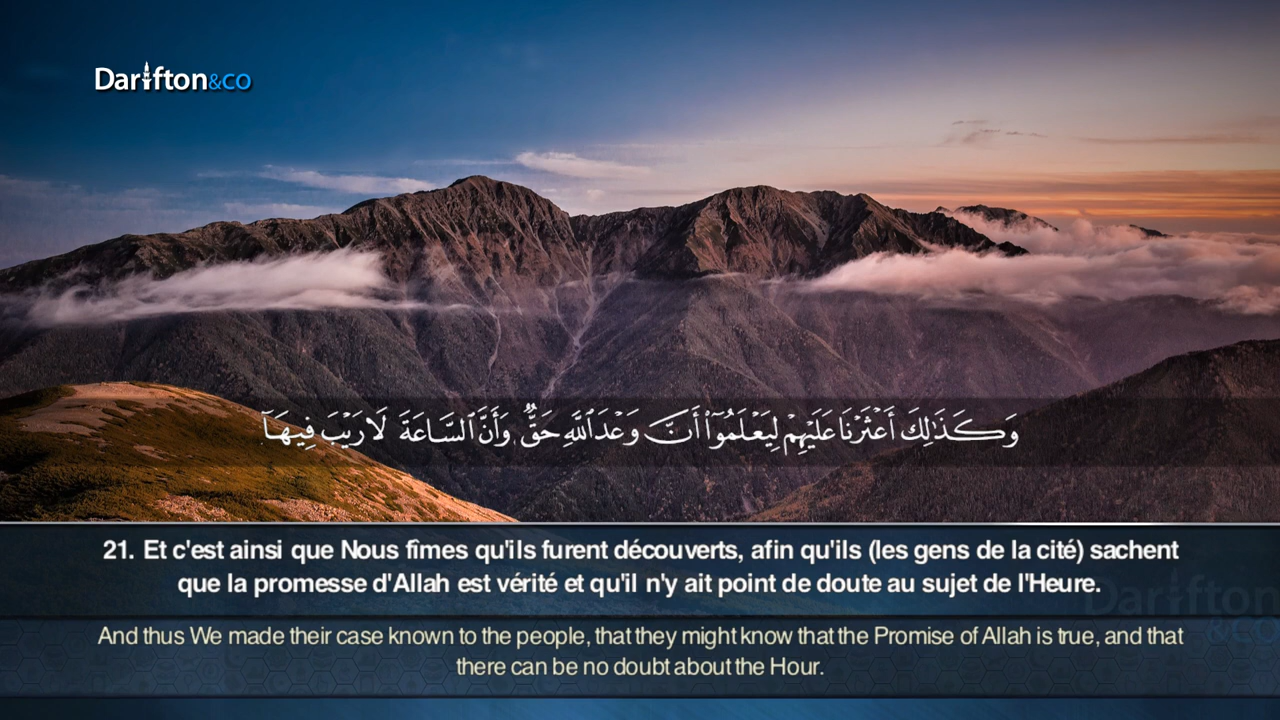 Darifton&co
وَكَذَٰلِكَ أَعْثَرْنَا عَلَيْهِمْ لِيَعْلَمُوٓا۟ أَنَّ وَعْدَ ٱللَّهِ حَقٌّ وَأَنَّ ٱلسَّاعَةَ لَا رَيْبَ فِيهَآ
21. Et c'est ainsi que Nous fîmes qu'ils furent découverts, afin qu'ils (les gens de la cité) sachent
que la promesse d'Allah est vérité et qu'il n'y ait point de doute au sujet de l'Heure.
Darifton
&co
And thus We made their case known to the people, that they might know that the Promise of Allah is true, and that
there can be no doubt about the Hour.